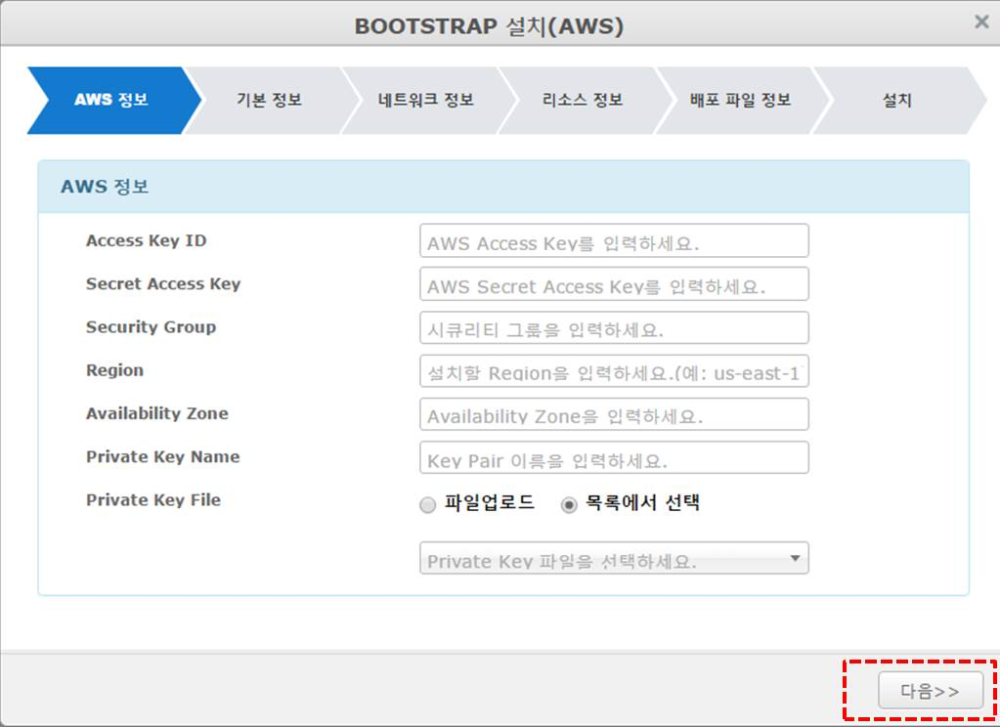 BOOTSTRAP 설치(AWS)
×
AWS 정보
기본 정보
네트워크 정보
리소스 정보
배포 파일 정보
설치
AWS 정보
Access Key ID
AWS Access Key를 입력하세요.
Secret Access Key
AWS Secret Access Key를 입력하세요.
Security Group
시큐리티 그룹을 입력하세요.
Region
설치할 Region을 입력하세요.(예: us-east-1
Availability Zone
Availability Zone을 입력하세요.
Private Key Name
Key Pair 이름을 입력하세요.
Private Key File
파일업로드
목록에서 선택
Private Key 파일을 선택하세요.
다음>>